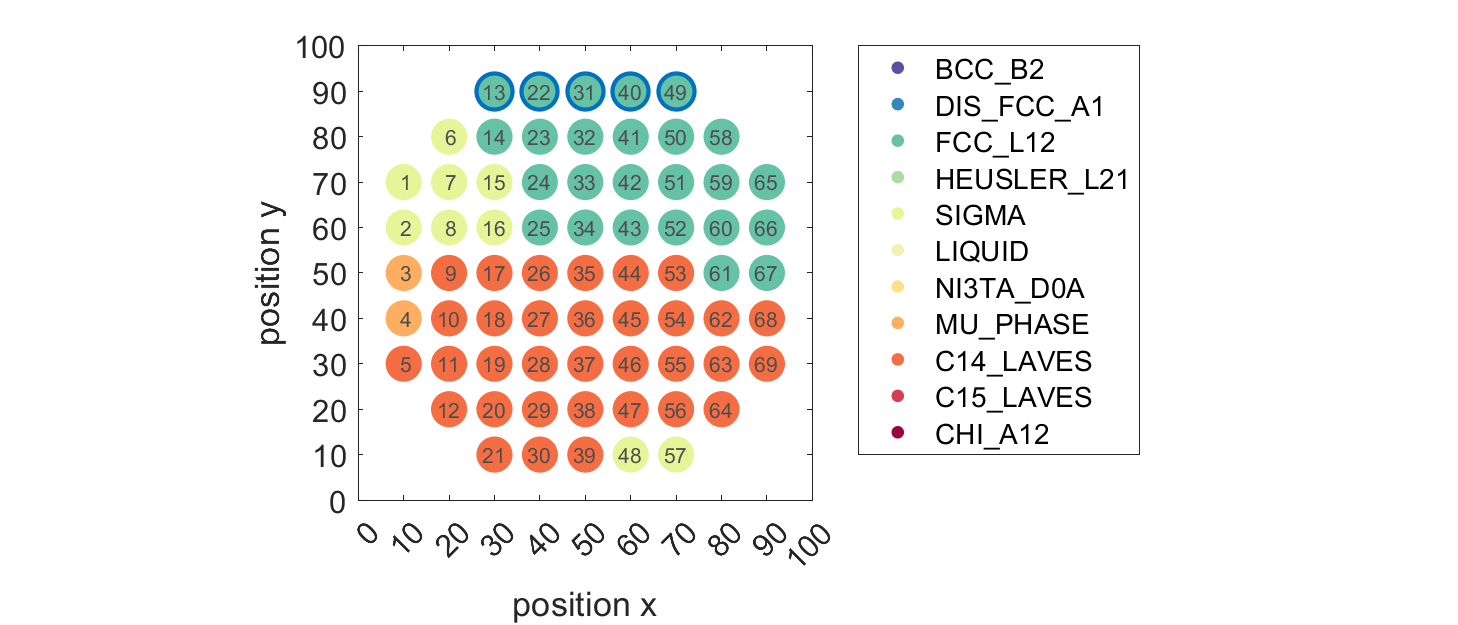 100
90
80
70
60
50
40
30
20
10
0
position y
13 22 31 40 49
6 14 23 32 41 50 58
1 7 15 24 33 42 51 59 65
2 8 16 25 34 43 52 60 66
3 9 17 26 35 44 53 61 67
4 10 18 27 36 45 54 62 68
5 11 19 28 37 46 55 63 69
12 20 29 38 47 56 64
21 30 39 48 57
0 10 20 30 40 50 60 70 80 90 100
position x
BCC_B2
DIS_FCC_A1
FCC_L12
HEUSLER_L21
SIGMA
LIQUID
NI3TA_D0A
MU_PHASE
C14_LAVES
C15_LAVES
CHI_A12